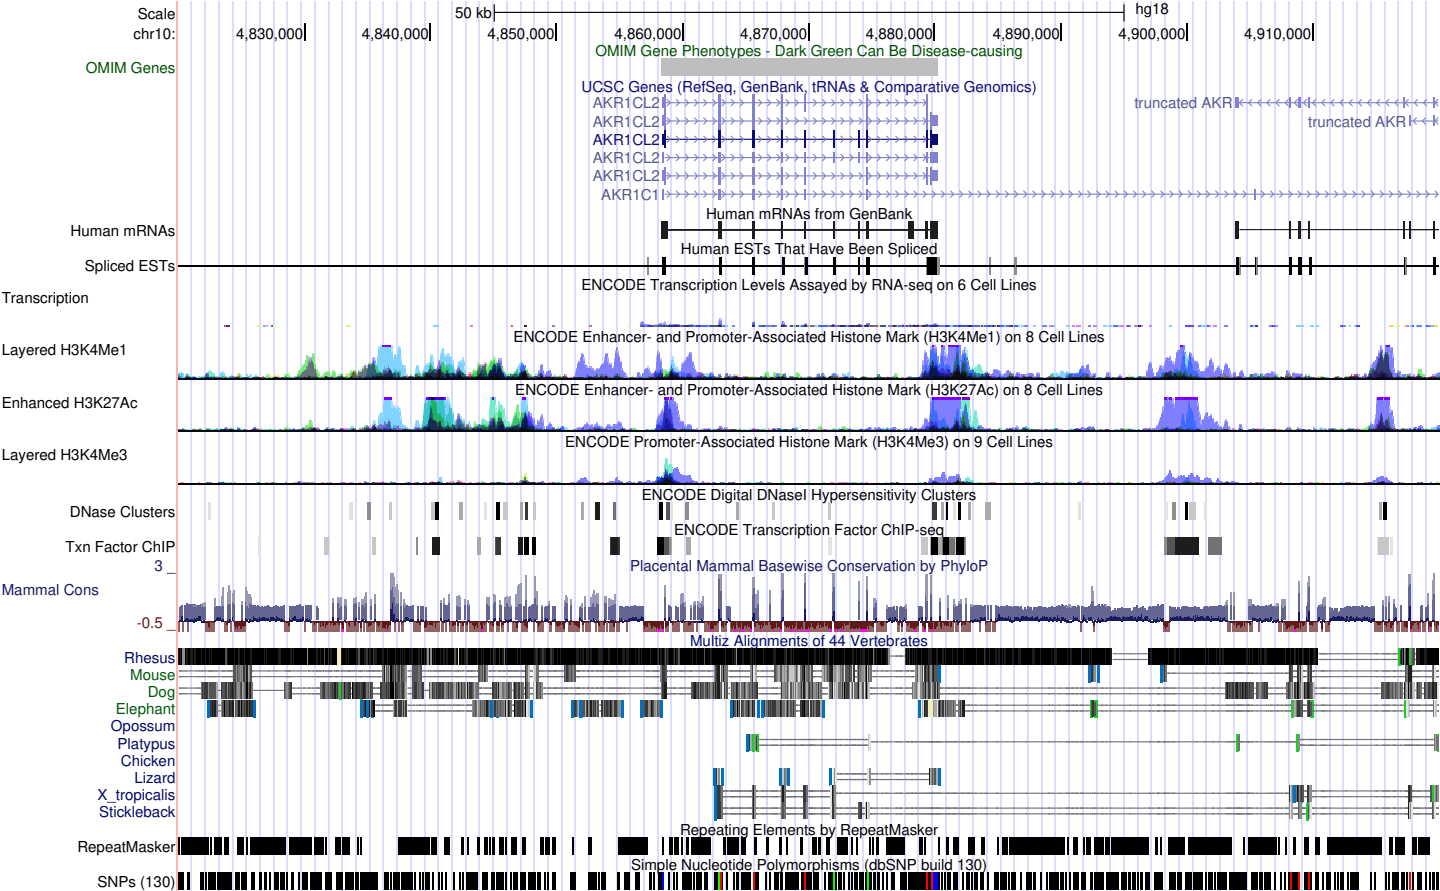 Scale 50 kb hg18
chr10: 4,830,000 4,840,000 4,850,000 4,860,000 4,870,000 4,880,000 4,890,000 4,900,000 4,910,000
OMIM Gene Phenotypes - Dark Green Can Be Disease-causing
OMIM Genes
UCSC Genes (RefSeq, GenBank, tRNAs & Comparative Genomics)
AKR1CL2 truncated AKR
AKR1CL2 truncated AKR
AKR1CL2
AKR1CL2
AKR1CL2
AKR1C1
Human mRNAs from GenBank
Human mRNAs
Human ESTs That Have Been Spliced
Spliced ESTs
ENCODE Transcription Levels Assayed by RNA-seq on 6 Cell Lines
Transcription
ENCODE Enhancer- and Promoter-Associated Histone Mark (H3K4Me1) on 8 Cell Lines
Layered H3K4Me1
ENCODE Enhancer- and Promoter-Associated Histone Mark (H3K27Ac) on 8 Cell Lines
Enhanced H3K27Ac
ENCODE Promoter-Associated Histone Mark (H3K4Me3) on 9 Cell Lines
Layered H3K4Me3
ENCODE Digital DNaseI Hypersensitivity Clusters
DNase Clusters
ENCODE Transcription Factor ChIP-seq
Txn Factor ChIP
Placental Mammal Basewise Conservation by PhyloP
3 _
Mammal Cons
-0.5 _
Multiz Alignments of 44 Vertebrates
Rhesus
Mouse
Dog
Elephant
Opossum
Platypus
Chicken
Lizard
X_tropicalis
Stickleback
Repeating Elements by RepeatMasker
RepeatMasker
Simple Nucleotide Polymorphisms (dbSNP build 130)
SNPs (130)